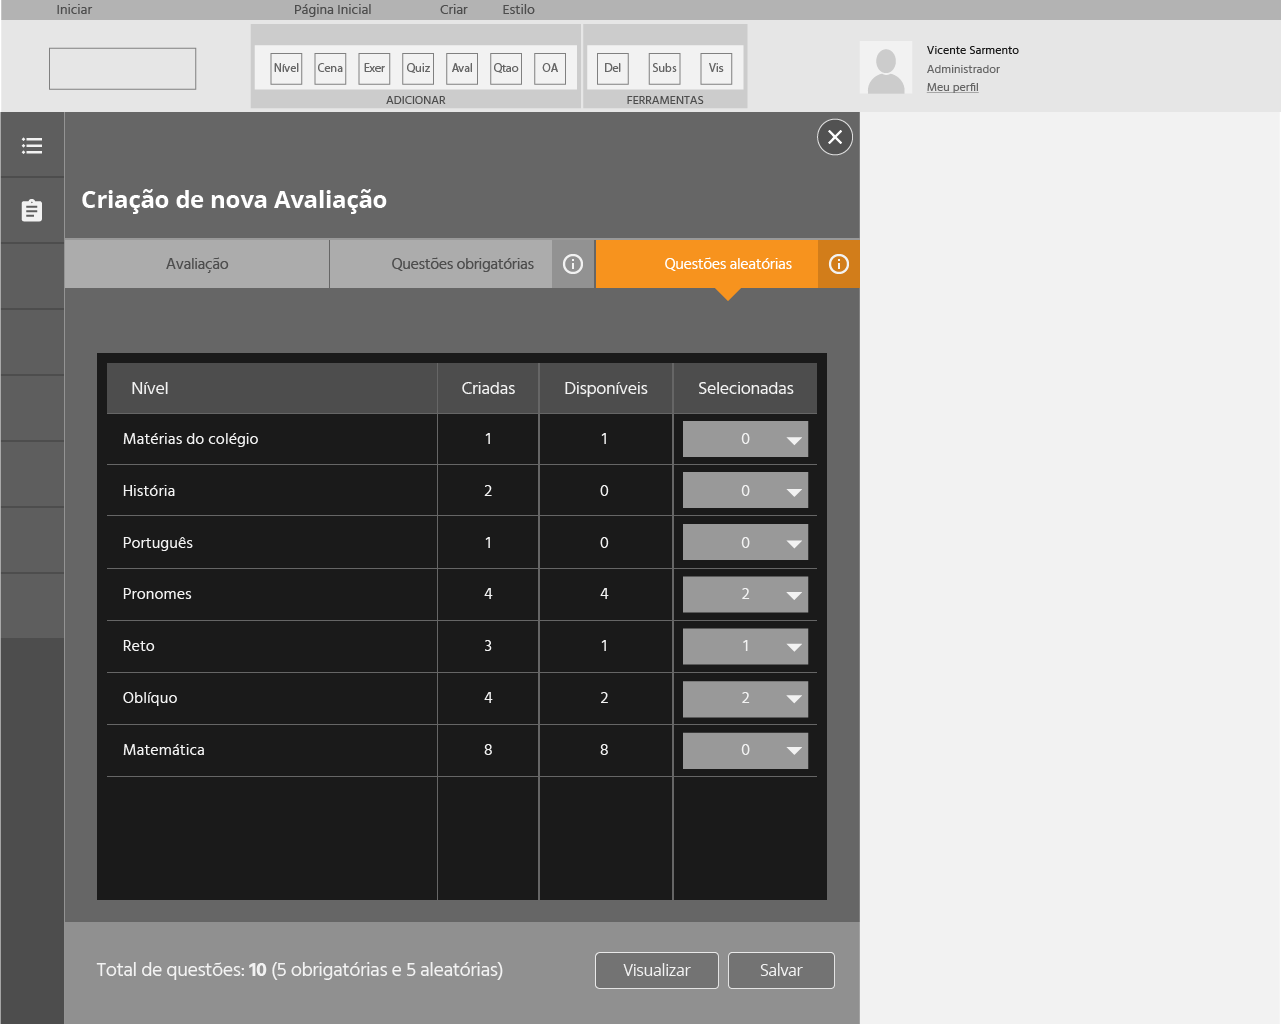 Iniciar Página Inicial Criar Estilo
Nível Cena Exer Quiz Aval Qtao OA Del Subs Vis
ADICIONAR FERRAMENTAS
Vicente Sarmento
Administrador
Meu perfil
Criação de nova Avaliação
Avaliação Questões obrigatórias Questões aleatórias
Nível Criadas Disponíveis Selecionadas
Matérias do colégio 1 1 0
História 2 0 0
Português 1 0 0
Pronomes 4 4 2
Reto 3 1 1
Oblíquo 4 2 2
Matemática 8 8 0
Total de questões: 10 (5 obrigatórias e 5 aleatórias) Visualizar Salvar